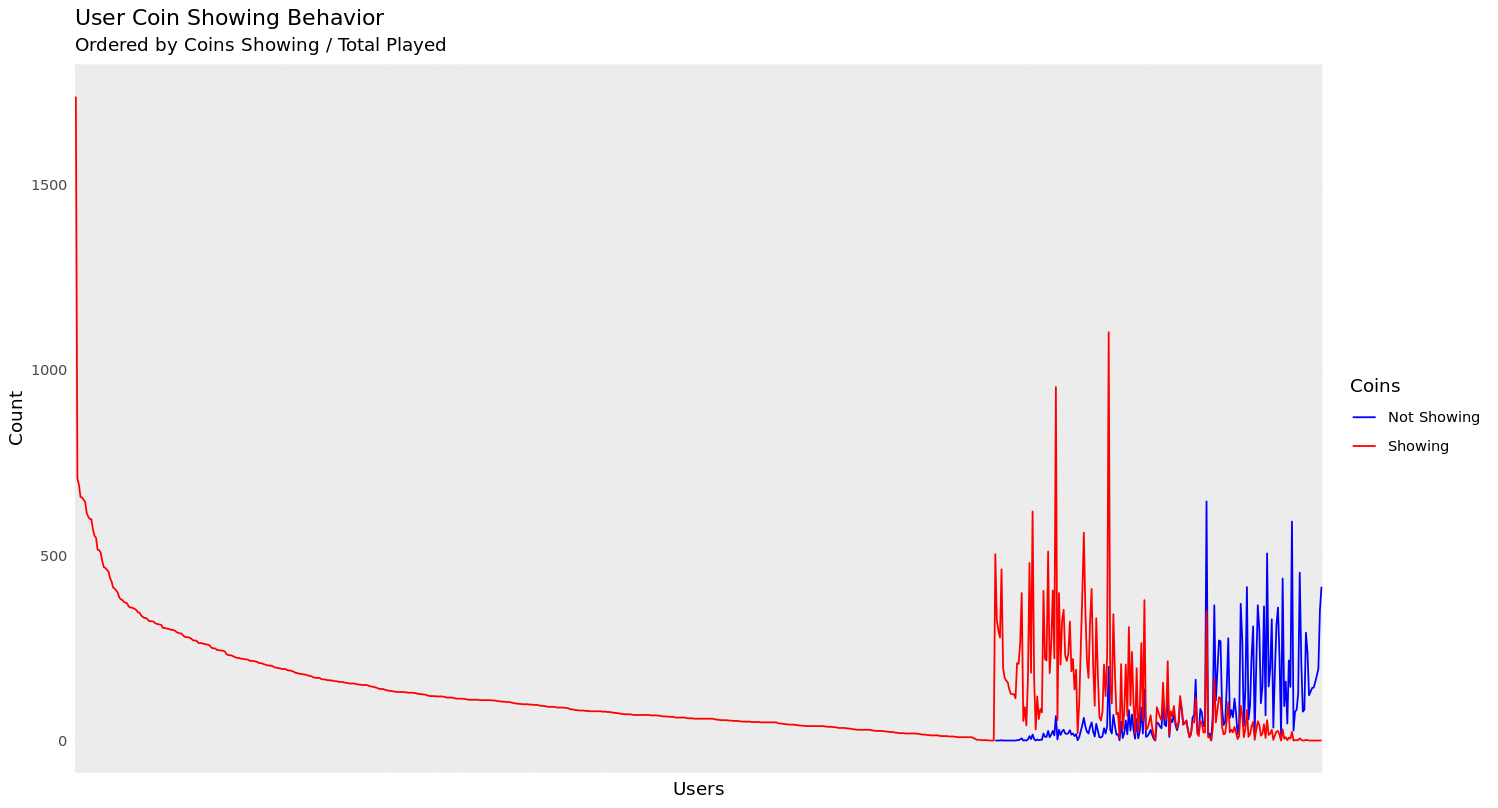 User Coin Showing Behavior
Ordered by Coins Showing / Total Played
1500
1000
500
0
Count
Users
Coins
Not Showing
Showing